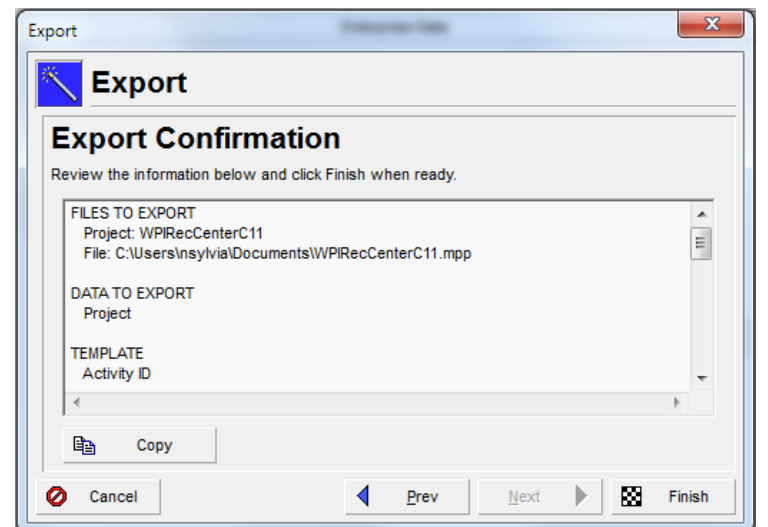 Export
Export
Export Confirmation
Review the information below and click Finish when ready.
FILES TO EXPORT
Project: WPIRecCenterC11
File: C:\Users\nsylvia\Documents\WPIRecCenterC11.mpp
DATA TO EXPORT
Project
TEMPLATE
Activity ID
Copy
Cancel
Prev
Next
Finish